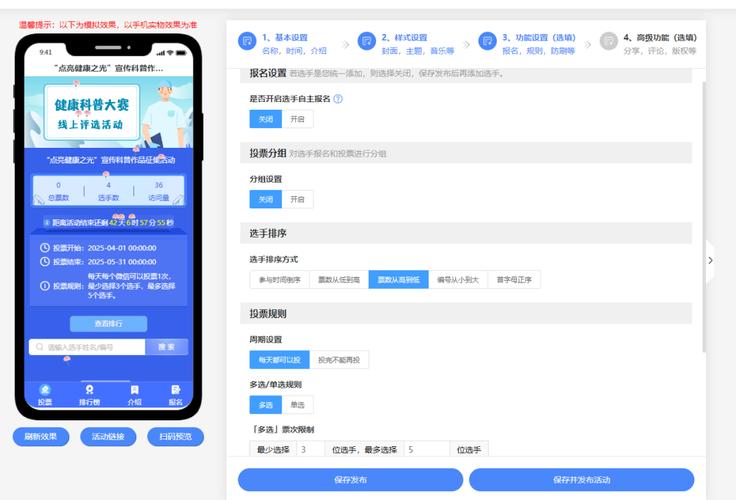 温馨提示：以下为模拟效果，以手机实物效果为准
9:41
“点亮健康之光”宣传科普作...
健康科普大赛
线上评选活动
“点亮健康之光”宣传科普作品征集活动
0 4 36
总票数 选手数 访问量
距离活动结束还剩 42 天 6 时 57 分 55 秒
投票开始：2025-04-01 00:00:00
投票结束：2025-05-31 00:00:00
投票规则：每天每个微信可以投票1次，
最少选择3个选手，最多选择
5个选手。
查看排行
请输入选手姓名/编号 搜 索
投票 排行榜 介绍 报名
刷新效果 活动链接 扫码预览
1、基本设置
名称，时间，介绍
2、样式设置
封面，主题，音乐等
3、功能设置（选填）
报名，规则，防刷等
4、高级功能（选填）
分享，评论，版权等
报名设置 若选手是您统一添加，则选择关闭，保存发布后再添加选手。
是否开启选手自主报名 ?
关闭 开启
投票分组 对选手报名和投票进行分组
分组设置
关闭 开启
选手排序
选手排序方式
参与时间倒序 票数从低到高 票数从高到低 编号从小到大 首字母正序
投票规则
周期设置
每天都可以投 投完不能再投
多选/单选规则
多选 单选
「多选」票次限制
最少选择 3 位选手，最多选择 5 位选手
保存发布 保存并发布活动